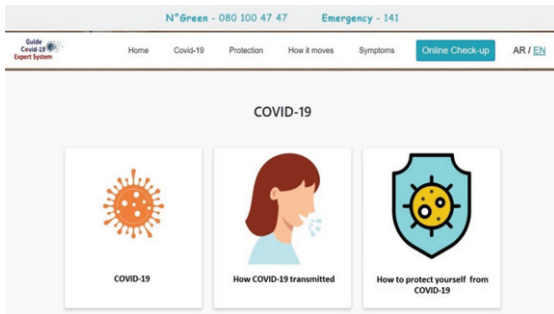 N°Green - 080 100 47 47 Emergency - 141
Guide
Covid-19
Expert System
Home Covid-19 Protection How it moves Symptoms Online Check-up AR / EN
COVID-19
COVID-19 How COVID-19 transmitted How to protect yourself from
COVID-19